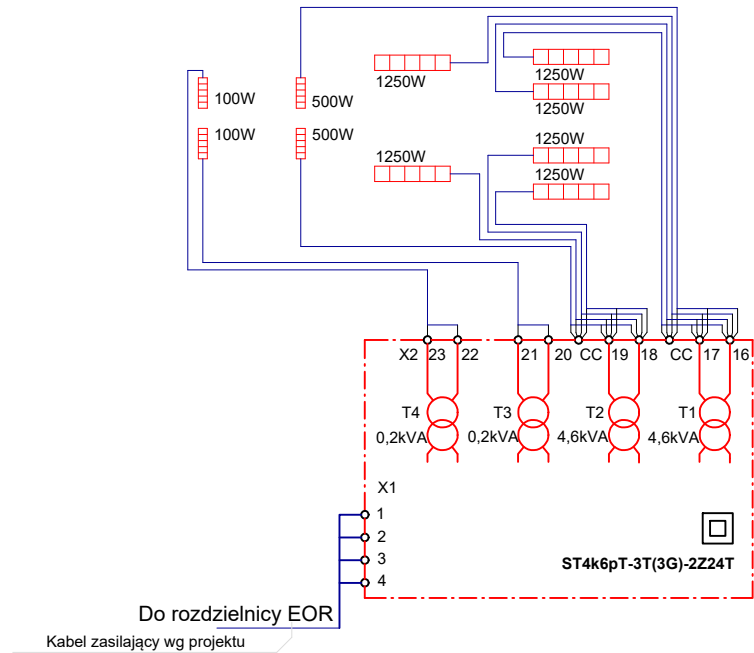 1250W
1250W
100W
500W
1250W
100W
500W
1250W
1250W
1250W
X2 23 22 21 20 CC 19 18 CC 17 16
T4 T3 T2 T1
0,2kVA 0,2kVA 4,6kVA 4,6kVA
X1
1
2
3
4
ST4k6pT-3T(3G)-2Z24T
Do rozdzielnicy EOR
Kabel zasilający wg projektu